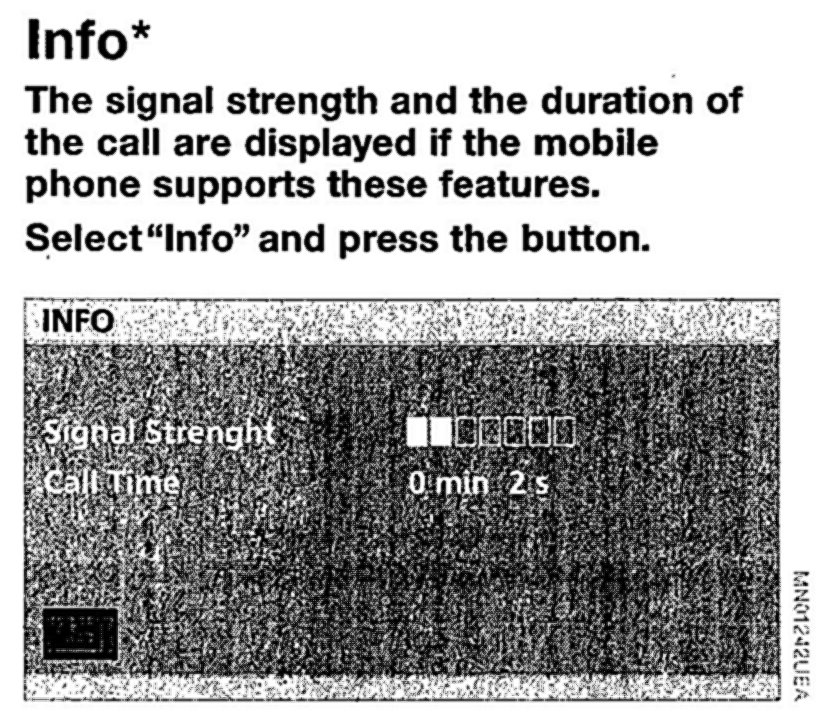 Info*
The signal strength and the duration of
the call are displayed if the mobile
phone supports these features.
Select “Info” and press the button.
INFO
Signal Strenght
Call Time 0 min 2 s
MN01242UEA